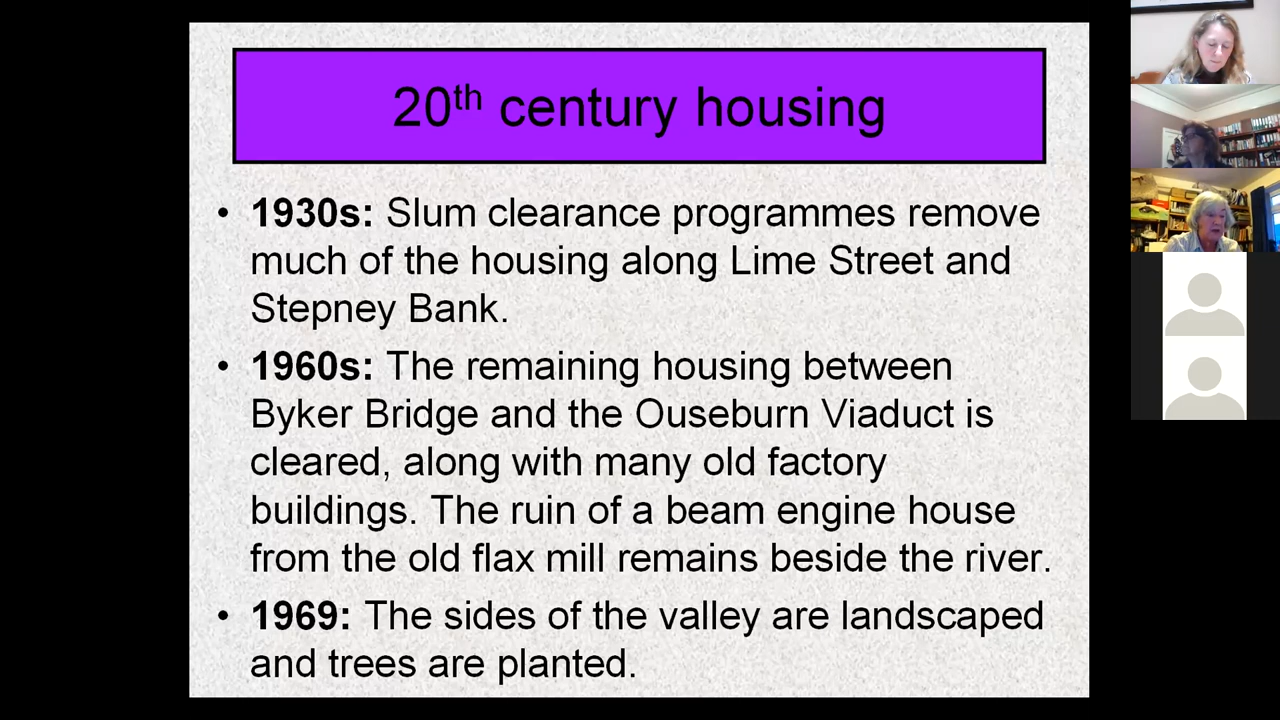 20th century housing
• 1930s: Slum clearance programmes remove
much of the housing along Lime Street and
Stepney Bank.
• 1960s: The remaining housing between
Byker Bridge and the Ouseburn Viaduct is
cleared, along with many old factory
buildings. The ruin of a beam engine house
from the old flax mill remains beside the river.
• 1969: The sides of the valley are landscaped
and trees are planted.